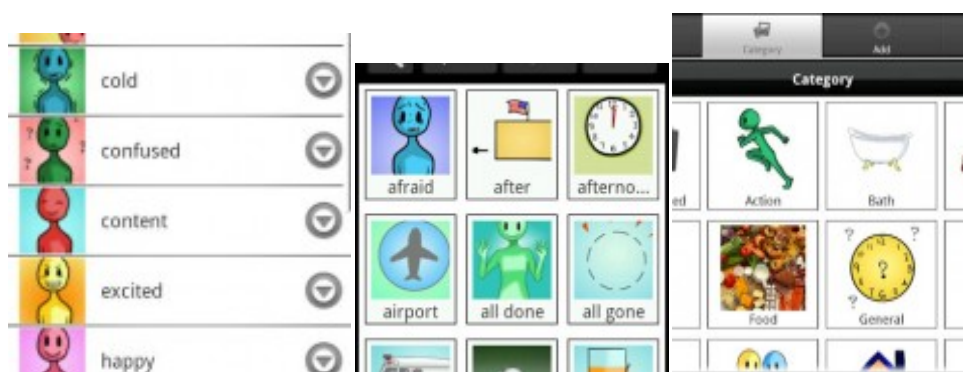 cold
confused
content
excited
happy
afraid
after
afterno...
airport
all done
all gone
Category
Add
Category
ed
Action
Bath
Food
General